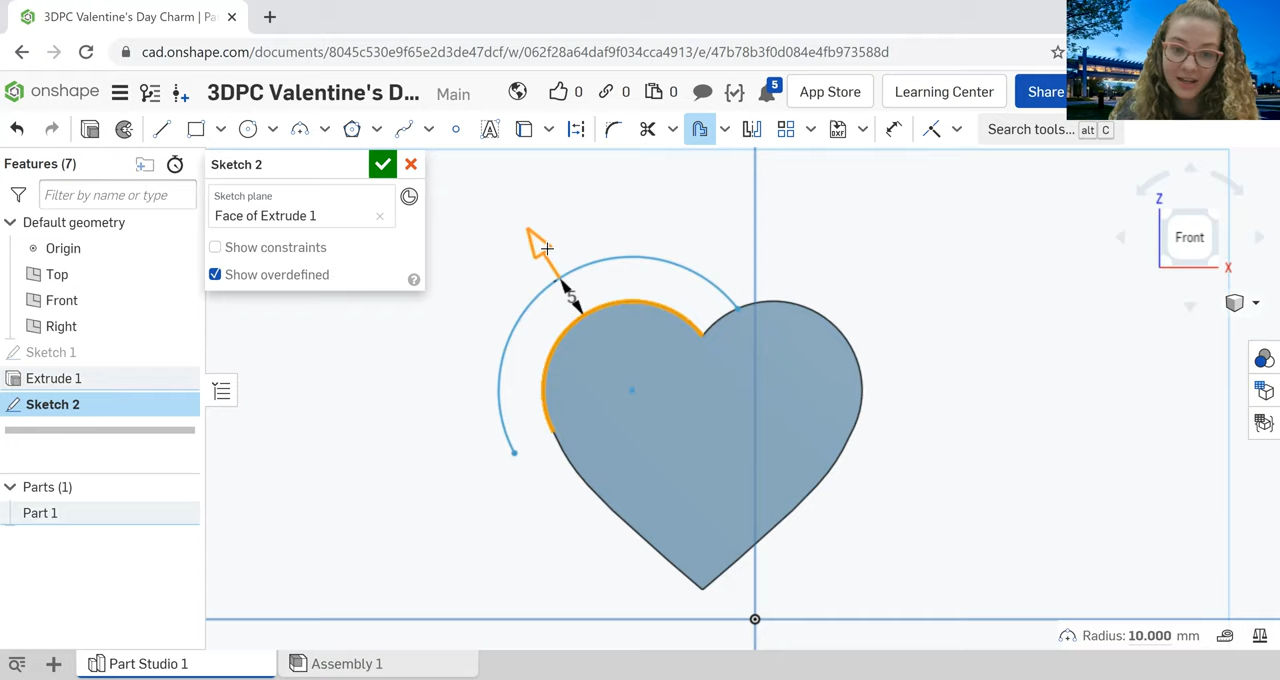 3DPC Valentine's Day Charm | Pa
cad.onshape.com/documents/8045c530e9f65e2d3de47dcf/w/062f28a64daf9f034cca4913/e/47b78b3f0d084e4fb973588d
onshape
3DPC Valentine's D...
Main
0
0
0
5
App Store
Learning Center
Share
Search tools...
alt C
DXF
Features (7)
Filter by name or type
Default geometry
Origin
Top
Front
Right
Sketch 1
Extrude 1
Sketch 2
Parts (1)
Part 1
Sketch 2
Sketch plane
Face of Extrude 1
Show constraints
Show overdefined
5
Z
Front
X
Radius: 10.000 mm
Part Studio 1
Assembly 1